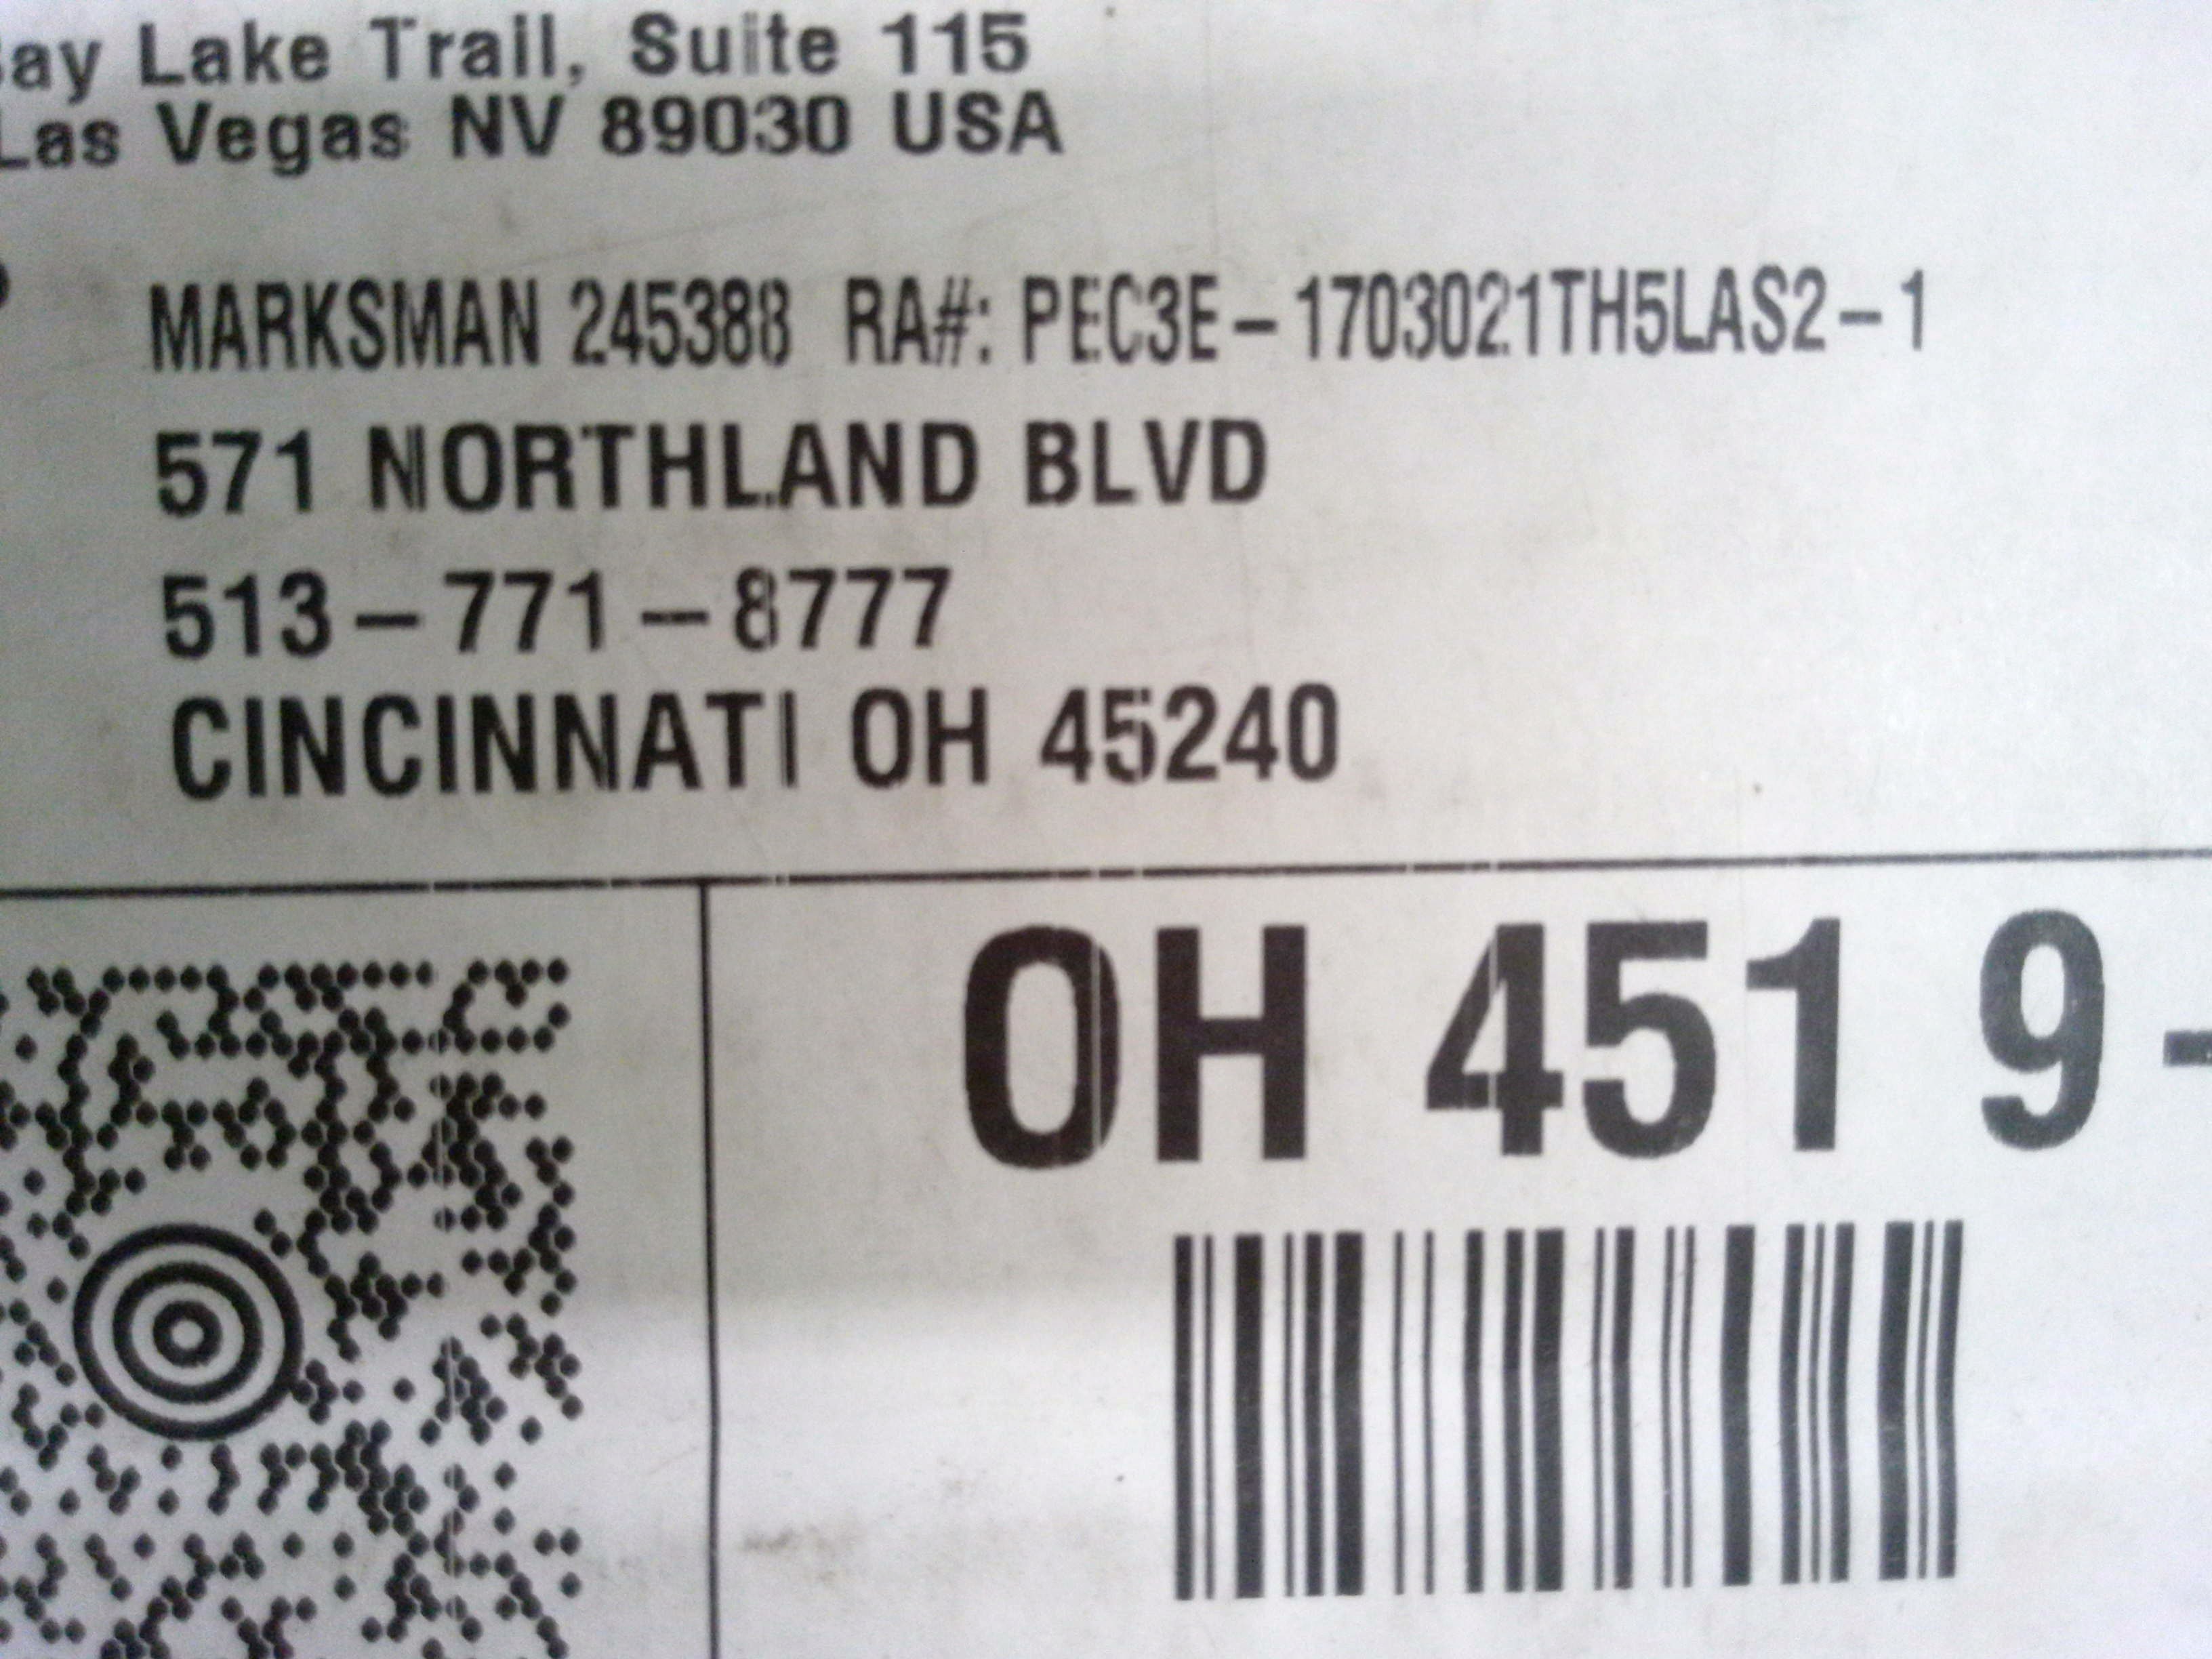 ay Lake Trail, Suite 115
Las Vegas NV 89030 USA
MARKSMAN 245388 RA#: PEC3E-1703021TH5LAS2-1
571 NORTHLAND BLVD
513-771-8777
CINCINNATI OH 45240
OH 451 9-